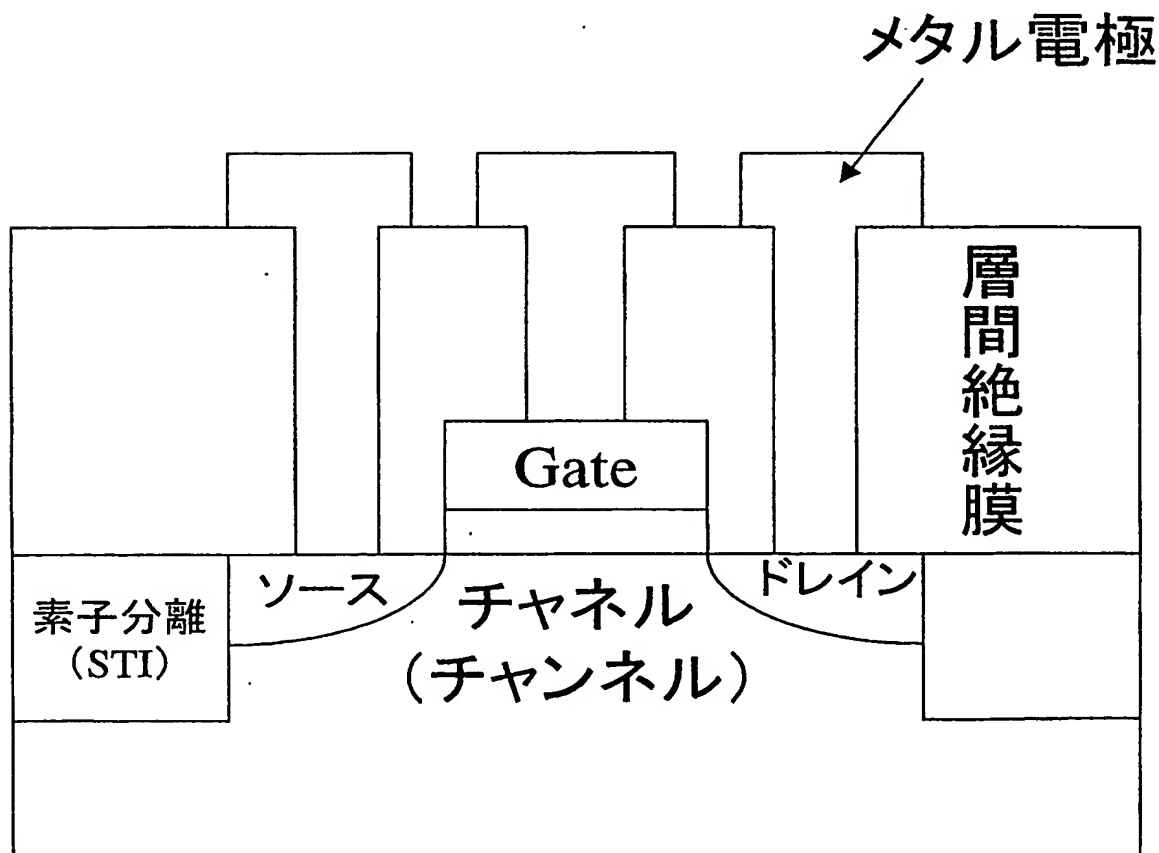 メタル電極
層間絶縁膜
Gate
ソース
ドレイン
チャネル
（チャンネル）
素子分離
（STI）